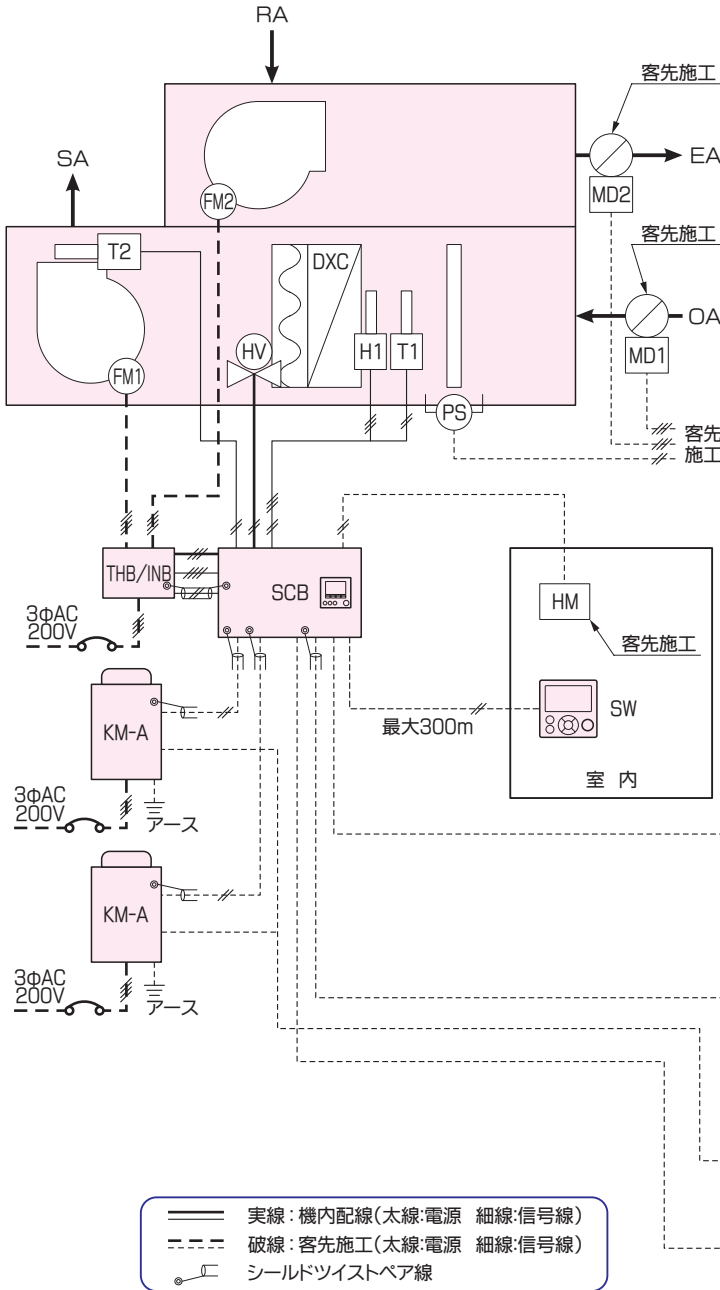 RA
客先施工
SA
EA
FM2
MD2
客先施工
T2
DXC
OA
HV
H1
T1
MD1
FM1
PS
客先
施工
THB/INB
SCB
HM
客先施工
3ΦAC
200V
SW
最大300m
KM-A
室 内
3ΦAC
200V
アース
KM-A
3ΦAC
200V
アース
実線：機内配線(太線:電源 細線:信号線)
破線：客先施工(太線:電源 細線:信号線)
シールドツイストペア線